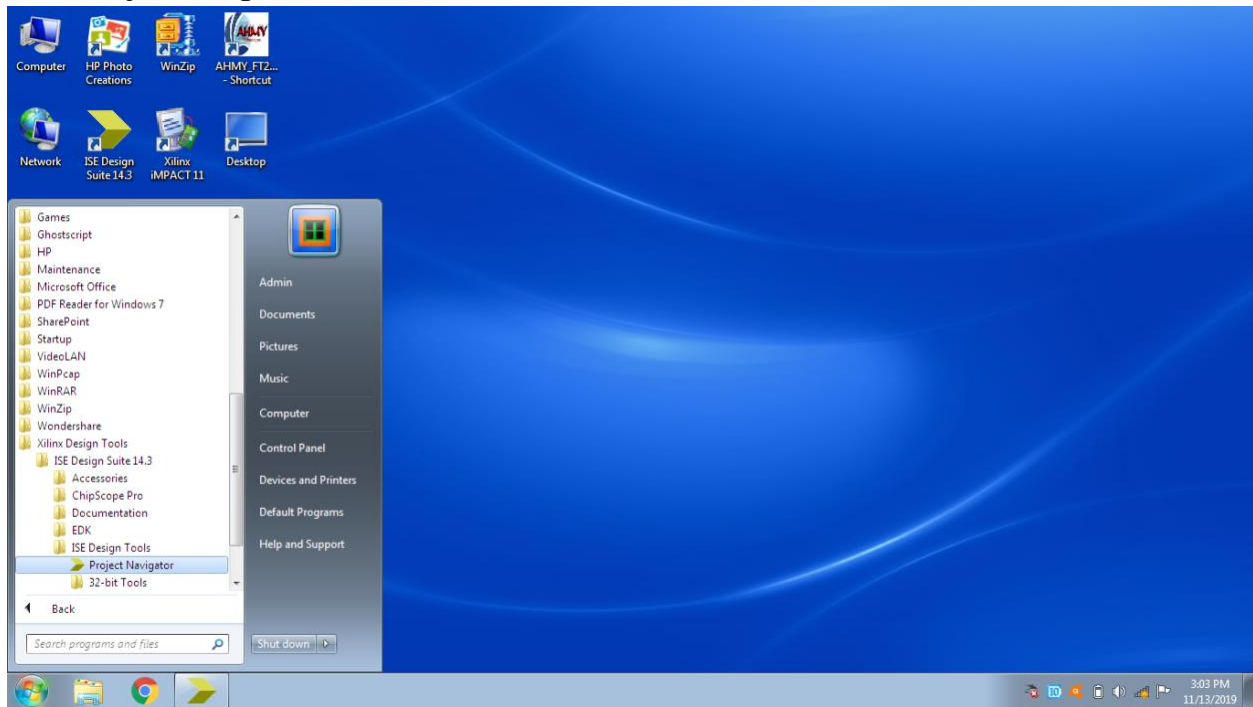 Computer
HP Photo
Creations
WinZip
AHMY
AHMY_FT2...
- Shortcut
Network
ISE Design
Suite 14.3
Xilinx
iMPACT 11
Desktop
Games
Ghostscript
HP
Maintenance
Microsoft Office
PDF Reader for Windows 7
SharePoint
Startup
VideoLAN
WinPcap
WinRAR
WinZip
Wondershare
Xilinx Design Tools
ISE Design Suite 14.3
Accessories
ChipScope Pro
Documentation
EDK
ISE Design Tools
Project Navigator
32-bit Tools
Back
Search programs and files
Admin
Documents
Pictures
Music
Computer
Control Panel
Devices and Printers
Default Programs
Help and Support
Shut down
3:03 PM
11/13/2019